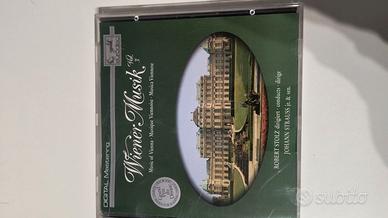 Wiener Musik Vol. 3
Music of Vienna · Musique Viennoise · Musica Viennese
ROBERT STOLZ dirigiert · conducts · dirige
JOHANN STRAUSS jr. & sen.
DIGITAL Mastering
subito